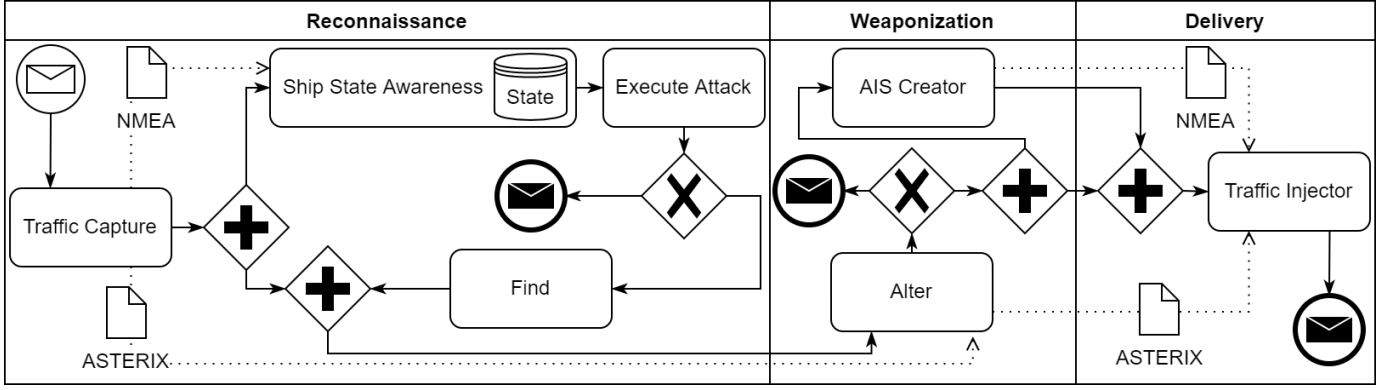 Reconnaissance
Weaponization
Delivery
NMEA
Ship State Awareness
State
Execute Attack
AIS Creator
NMEA
Traffic Capture
Traffic Injector
Find
Alter
ASTERIX
ASTERIX